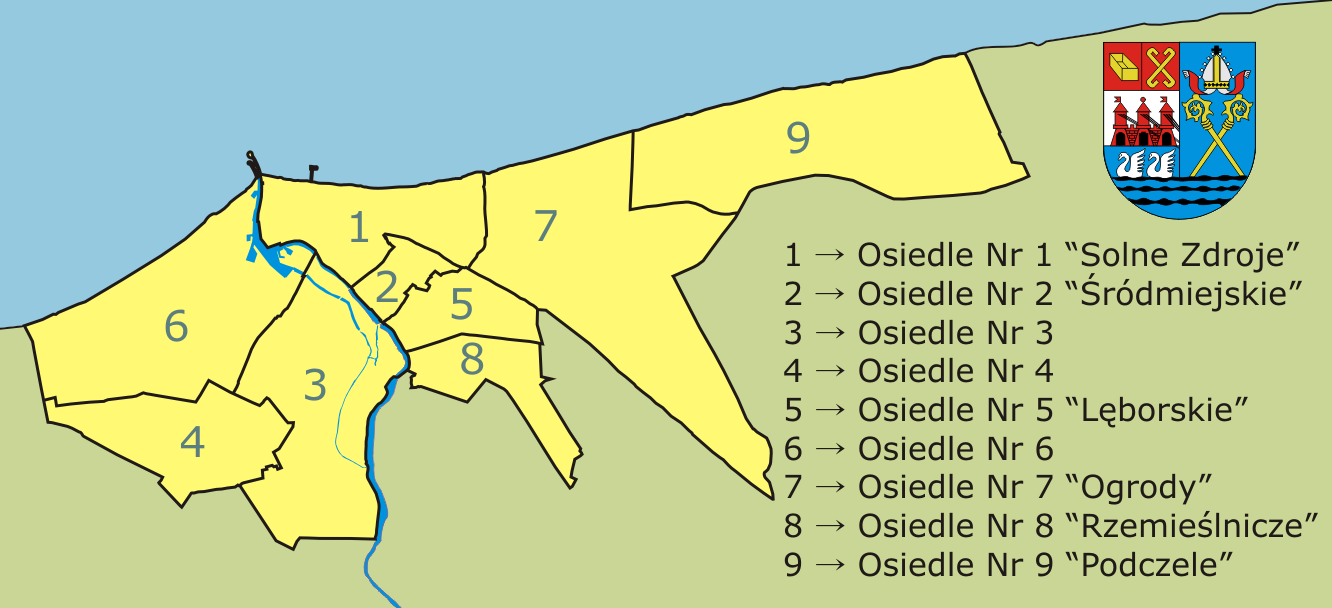 9
1
7
2
5
6
8
3
4
1 → Osiedle Nr 1 “Solne Zdroje”
2 → Osiedle Nr 2 “Śródmiejskie”
3 → Osiedle Nr 3
4 → Osiedle Nr 4
5 → Osiedle Nr 5 “Lęborskie”
6 → Osiedle Nr 6
7 → Osiedle Nr 7 “Ogrody”
8 → Osiedle Nr 8 “Rzemieślnicze”
9 → Osiedle Nr 9 “Podczele”